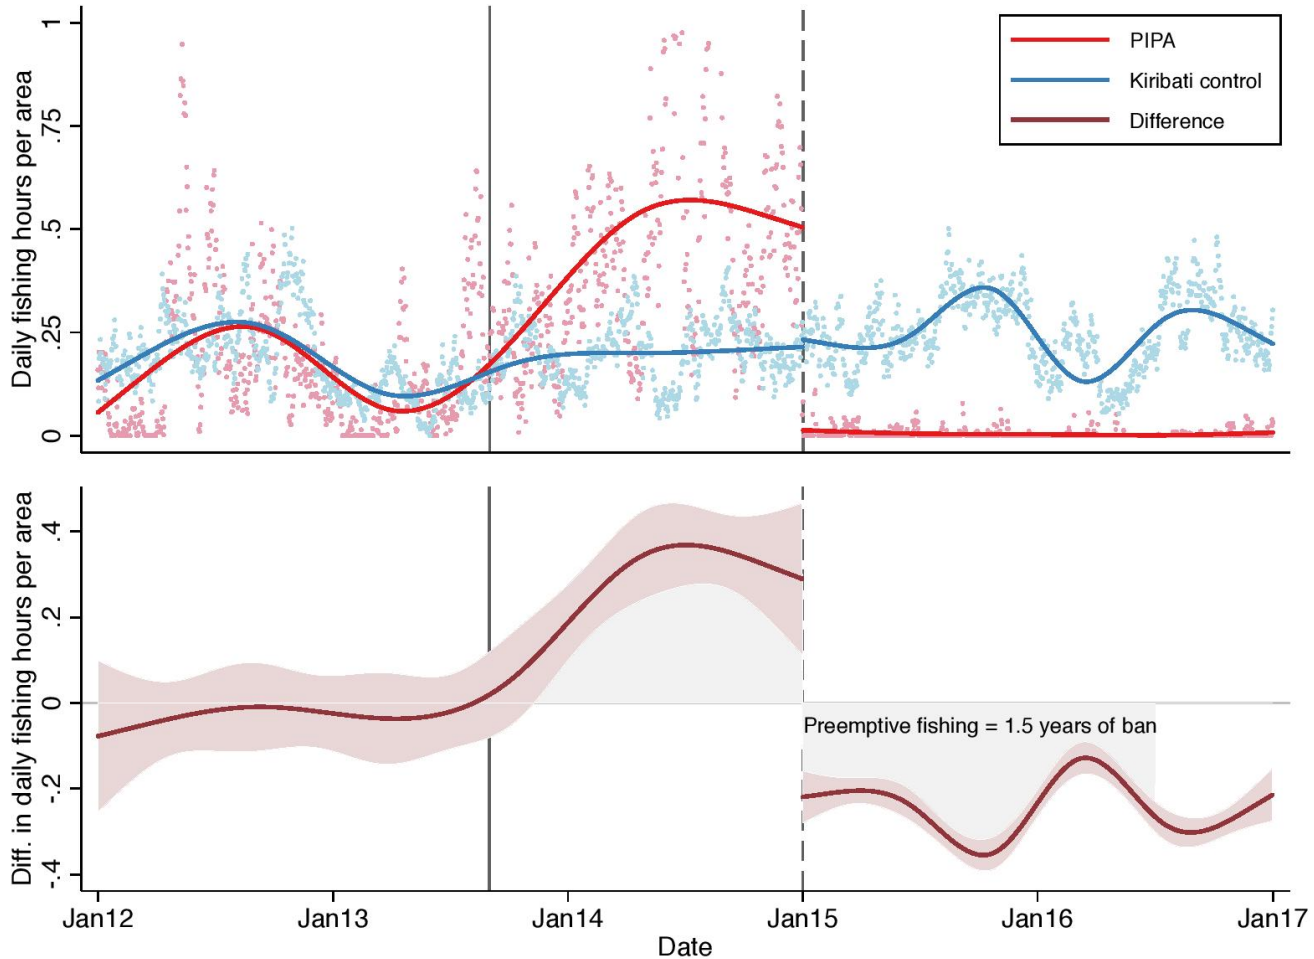 Daily fishing hours per area
1
.75
.5
.25
0
PIPA
Kiribati control
Difference
Diff. in daily fishing hours per area
.4
.2
0
-.2
-.4
Preemptive fishing = 1.5 years of ban
Jan12
Jan13
Jan14
Jan15
Jan16
Jan17
Date